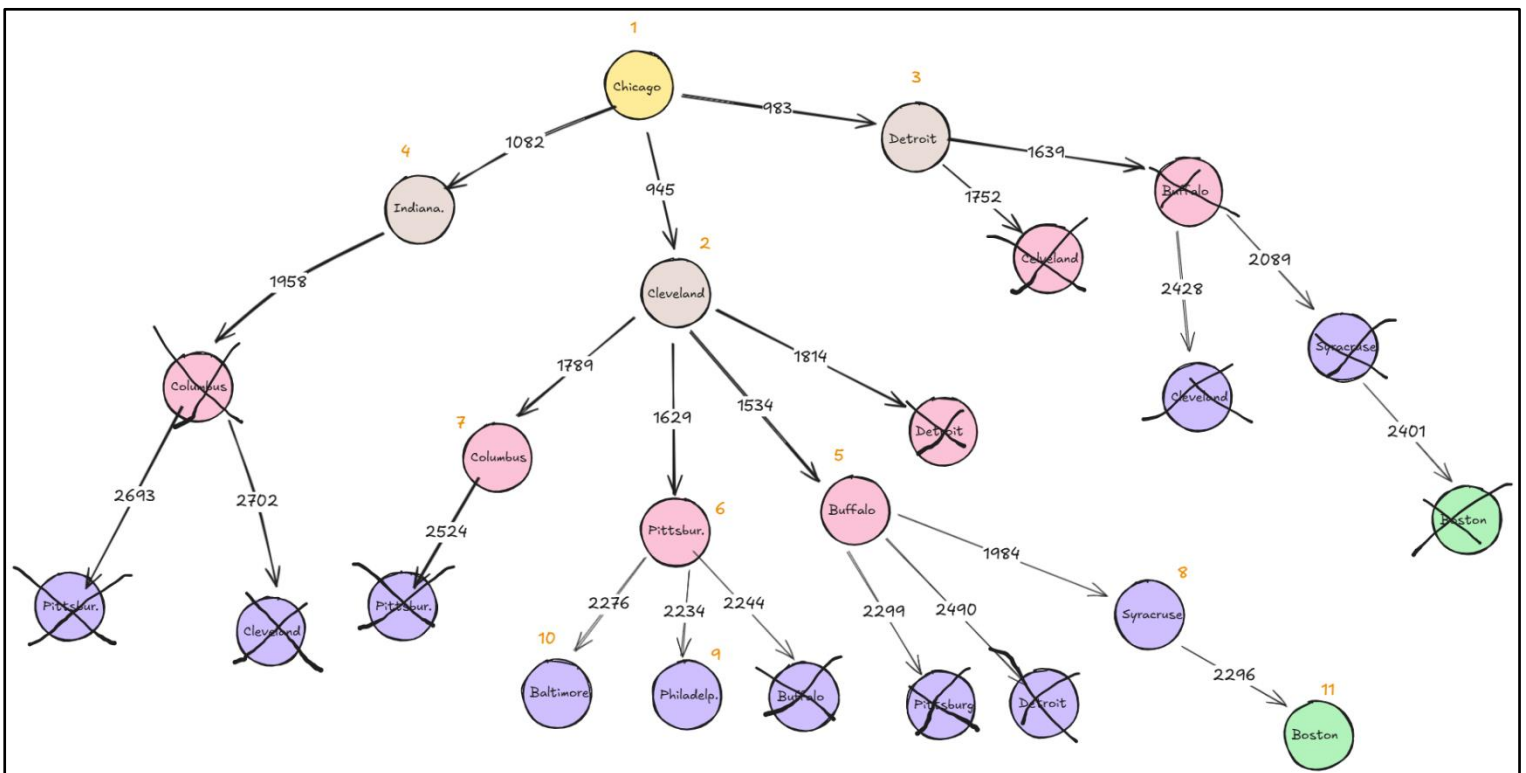 1
Chicago
3
983
Detroit
1082
4
1639
Buffalo
945
1752
Indiana.
2
Celveland
2089
1958
2428
Cleveland
Syracruse
1789
1814
Columbus
1629
1534
Cleveland
7
Detroit
2401
Columbus
5
2693
2702
6
Buffalo
Boston
2524
Pittsbur.
1984
8
2276
2234
2244
2299
2490
Pittsbur.
Pittsbur.
Syracruse
Cleveland
10
9
2296
Baltimore
Philadelp.
Buffalo
Pittsburg
Detroit
11
Boston